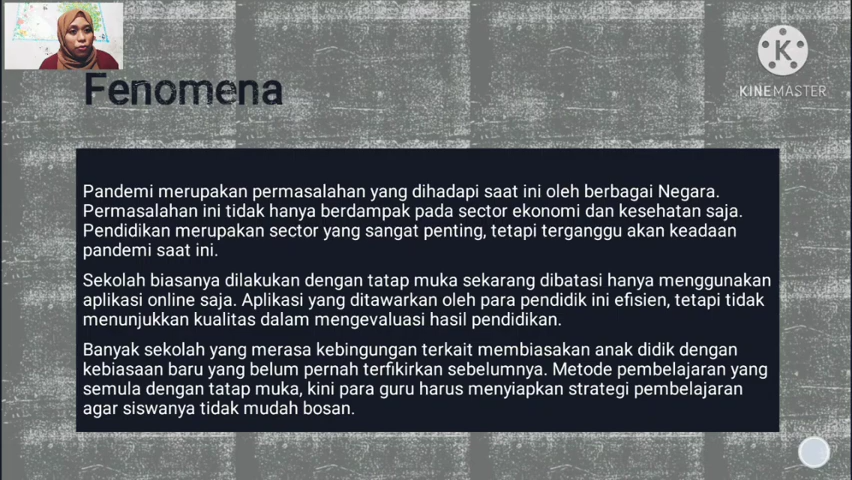 KINEMASTER
Fenomena
Pandemi merupakan permasalahan yang dihadapi saat ini oleh berbagai Negara.
Permasalahan ini tidak hanya berdampak pada sector ekonomi dan kesehatan saja.
Pendidikan merupakan sector yang sangat penting, tetapi terganggu akan keadaan
pandemi saat ini.
Sekolah biasanya dilakukan dengan tatap muka sekarang dibatasi hanya menggunakan
aplikasi online saja. Aplikasi yang ditawarkan oleh para pendidik ini efisien, tetapi tidak
menunjukkan kualitas dalam mengevaluasi hasil pendidikan.
Banyak sekolah yang merasa kebingungan terkait membiasakan anak didik dengan
kebiasaan baru yang belum pernah terfikirkan sebelumnya. Metode pembelajaran yang
semula dengan tatap muka, kini para guru harus menyiapkan strategi pembelajaran
agar siswanya tidak mudah bosan.